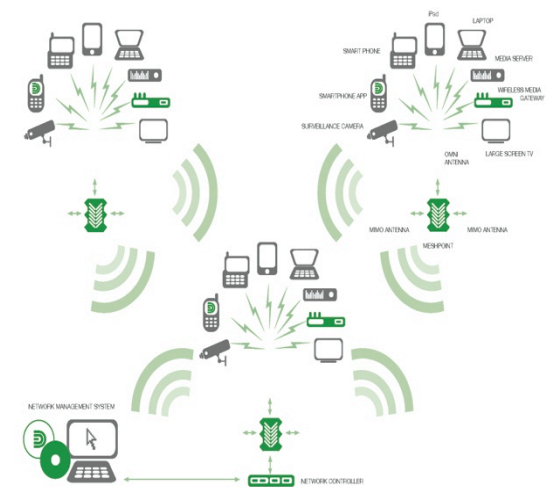 iPad
LAPTOP
SMART PHONE
MEDIA SERVER
SMARTPHONE APP
WIRELESS MEDIA
GATEWAY
SURVEILLANCE CAMERA
OMNI
ANTENNA
LARGE SCREEN TV
MIMO ANTENNA
MIMO ANTENNA
MESHPOINT
NETWORK MANAGEMENT SYSTEM
NETWORK CONTROLLER